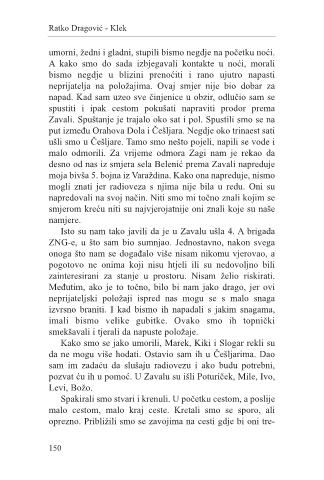 Ratko Dragović - Klek
umorni, žedni i gladni, stupili bismo negdje na početku noći.
A kako smo do sada izbjegavali kontakte u noći, morali
bismo negdje u blizini prenoćiti i rano ujutro napasti
neprijatelja na položajima. Ovaj smjer nije bio dobar za
napad. Kad sam uzeo sve činjenice u obzir, odlučio sam se
spustiti i ipak cestom pokušati napraviti prodor prema
Zavali. Spuštanje je trajalo oko sat i pol. Spustili smo se na
put između Orahova Dola i Češljara. Negdje oko trinaest sati
ušli smo u Češljare. Tamo smo nešto pojeli, napili se vode i
malo odmorili. Za vrijeme odmora Zagi nam je rekao da
desno od nas iz smjera sela Belenić prema Zavali napreduje
moja bivša 5. bojna iz Varaždina. Kako ona napreduje, nismo
mogli znati jer radioveza s njima nije bila u redu. Oni su
napredovali na svoj način. Niti smo mi točno znali kojim se
smjerom kreću niti su najvjerojatnije oni znali koje su naše
namjere.
Isto su nam tako javili da je u Zavalu ušla 4. A brigada
ZNG-e, u što sam bio sumnjao. Jednostavno, nakon svega
onoga što nam se događalo više nisam nikomu vjerovao, a
pogotovo ne onima koji nisu htjeli ili su nedovoljno bili
zainteresirani za stanje u prostoru. Nisam želio riskirati.
Međutim, ako je to točno, bilo bi nam jako drago, jer ovi
neprijateljski položaji ispred nas mogu se s malo snaga
izvrsno braniti. I kad bismo ih napadali s jakim snagama,
imali bismo velike gubitke. Ovako smo ih topnički
smekšavali i tjerali da napuste položaje.
Kako smo se jako umorili, Marek, Kiki i Slogar rekli su
da ne mogu više hodati. Ostavio sam ih u Češljarima. Dao
sam im zadaću da slušaju radiovezu i ako budu potrebni,
pozvat ću ih u pomoć. U Zavalu su išli Poturiček, Mile, Ivo,
Levi, Božo.
Spakirali smo stvari i krenuli. U početku cestom, a poslije
malo cestom, malo kraj ceste. Kretali smo se sporo, ali
oprezno. Približili smo se zavojima na cesti gdje bi oni tre-
150